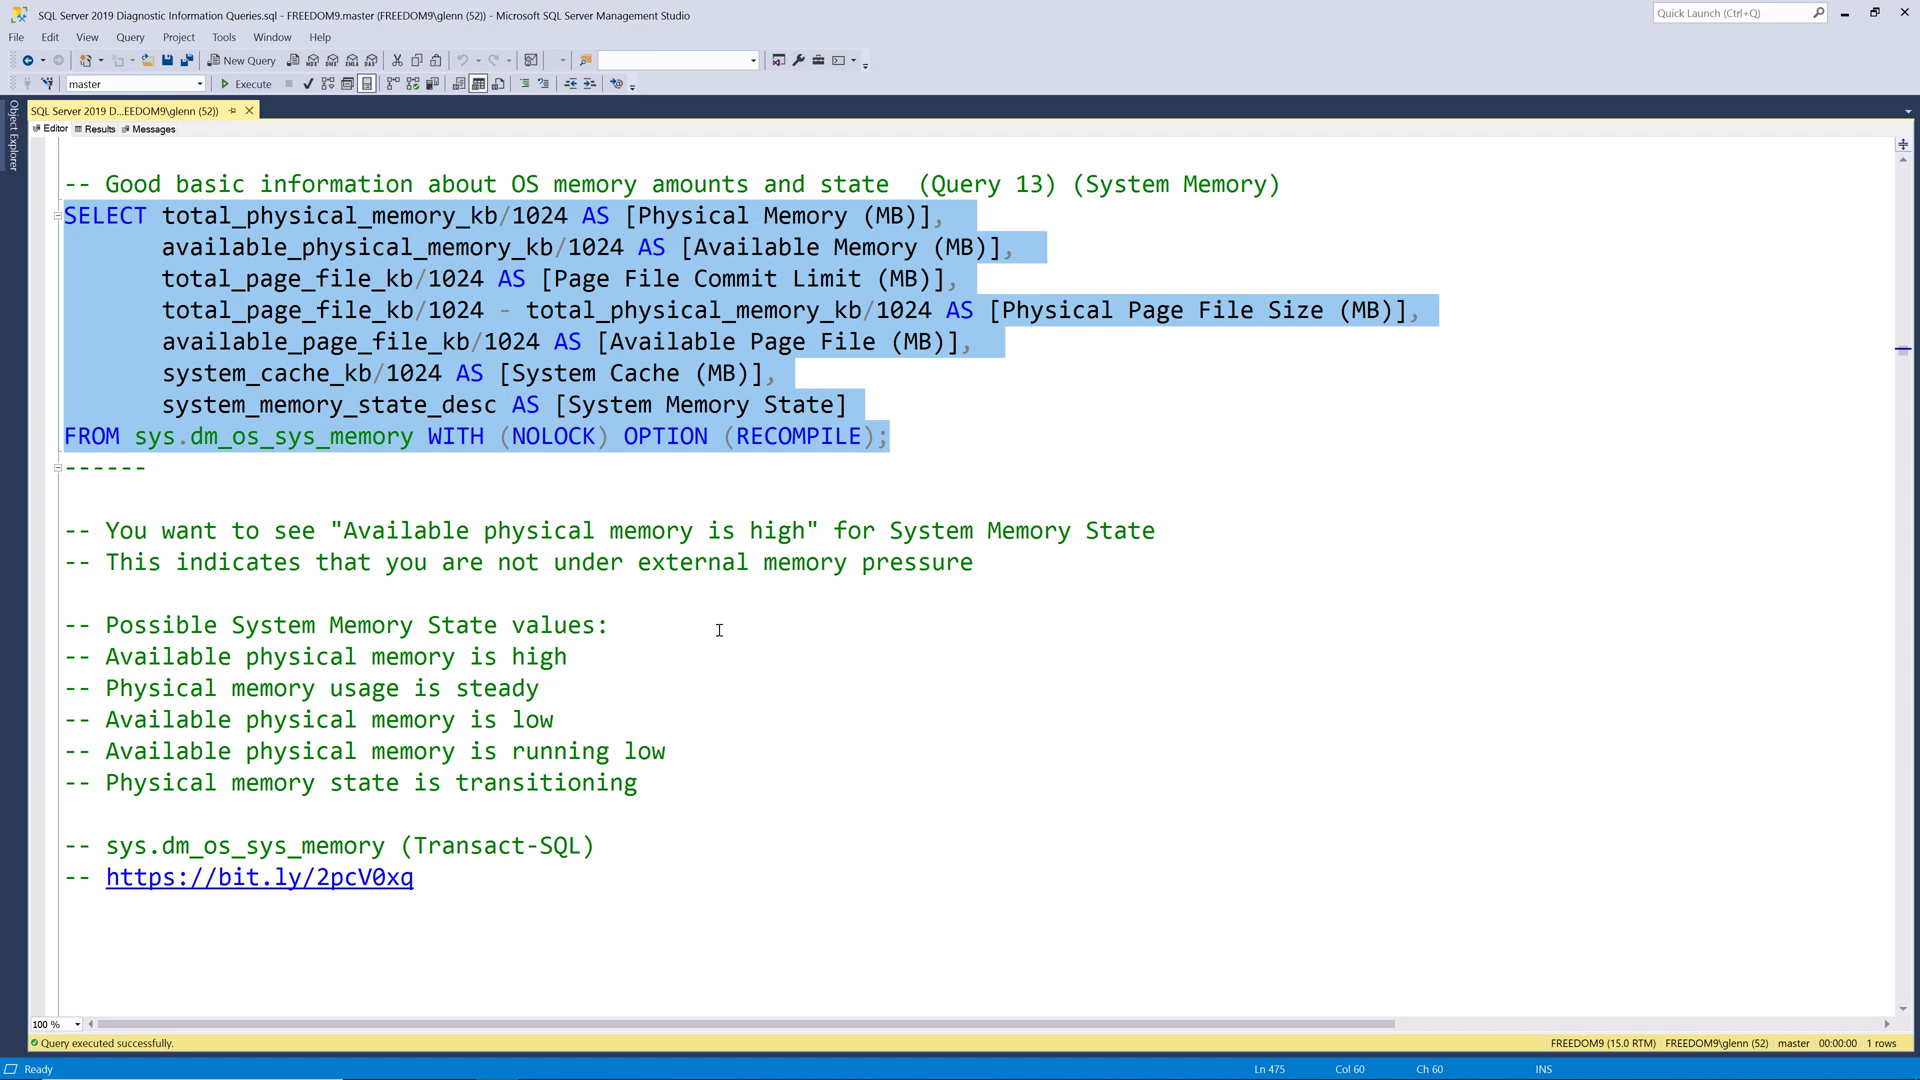 SQL Server 2019 Diagnostic Information Queries.sql - FREEDOM9.master (FREEDOM9\glenn (52)) - Microsoft SQL Server Management Studio
Quick Launch (Ctrl+Q)
File Edit View Query Project Tools Window Help
New Query MDX DMX XMLA DAX
master Execute
Object Explorer
SQL Server 2019 D...EEDOM9\glenn (52))
Editor Results Messages
-- Good basic information about OS memory amounts and state  (Query 13) (System Memory)
SELECT total_physical_memory_kb/1024 AS [Physical Memory (MB)],
available_physical_memory_kb/1024 AS [Available Memory (MB)],
total_page_file_kb/1024 AS [Page File Commit Limit (MB)],
total_page_file_kb/1024 - total_physical_memory_kb/1024 AS [Physical Page File Size (MB)],
available_page_file_kb/1024 AS [Available Page File (MB)],
system_cache_kb/1024 AS [System Cache (MB)],
system_memory_state_desc AS [System Memory State]
FROM sys.dm_os_sys_memory WITH (NOLOCK) OPTION (RECOMPILE);
------
-- You want to see "Available physical memory is high" for System Memory State
-- This indicates that you are not under external memory pressure
-- Possible System Memory State values:
-- Available physical memory is high
-- Physical memory usage is steady
-- Available physical memory is low
-- Available physical memory is running low
-- Physical memory state is transitioning
-- sys.dm_os_sys_memory (Transact-SQL)
-- https://bit.ly/2pcV0xq
100 %
Query executed successfully. FREEDOM9 (15.0 RTM) FREEDOM9\glenn (52) master 00:00:00 1 rows
Ready Ln 475 Col 60 Ch 60 INS